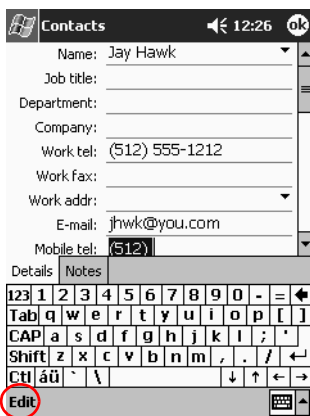 Contacts 12:26 ok
Name: Jay Hawk
Job title:
Department:
Company:
Work tel: (512) 555-1212
Work fax:
Work addr:
E-mail: jhwk@you.com
Mobile tel: (512)
Details Notes
123 1 2 3 4 5 6 7 8 9 0 - =
Tab q w e r t y u i o p [ ]
CAP a s d f g h j k l ; '
Shift z x c v b n m , . /
Ctl áü ` \
Edit